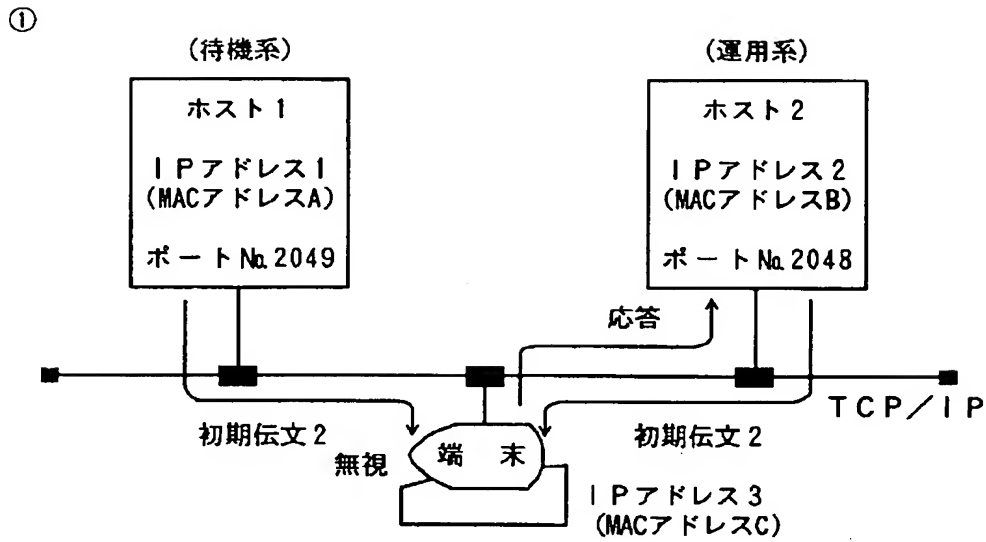 ①
(待機系)
(運用系)
ホスト1
IPアドレス1
(MACアドレスA)
ポートNo.2049
ホスト2
IPアドレス2
(MACアドレスB)
ポートNo.2048
応答
TCP/IP
初期伝文2
初期伝文2
無視
端末
IPアドレス3
(MACアドレスC)